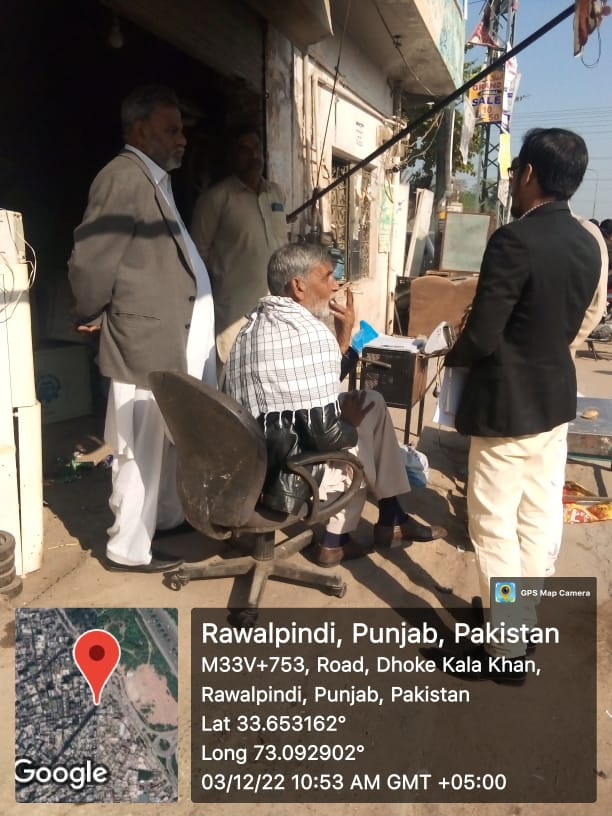 GRAND
SALE
GPS Map Camera
Rawalpindi, Punjab, Pakistan
M33V+753, Road, Dhoke Kala Khan,
Rawalpindi, Punjab, Pakistan
Lat 33.653162°
Long 73.092902°
03/12/22 10:53 AM GMT +05:00
Google